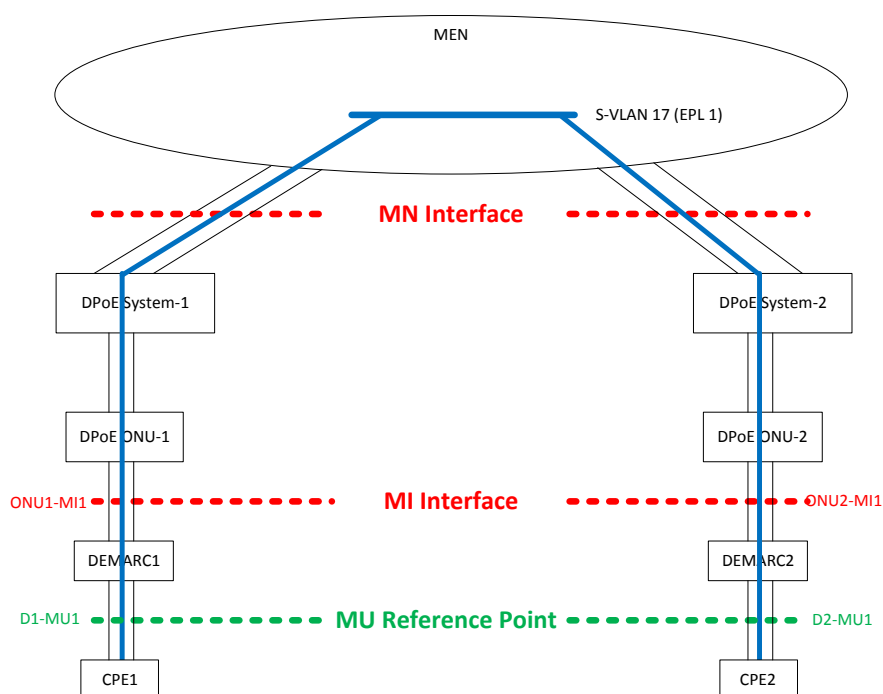 MEN
S-VLAN 17 (EPL 1)
MN Interface
DPoE System-1
DPoE System-2
DPoE ONU-1
DPoE ONU-2
ONU1-MI1
MI Interface
ONU2-MI1
DEMARC1
DEMARC2
D1-MU1
MU Reference Point
D2-MU1
CPE1
CPE2